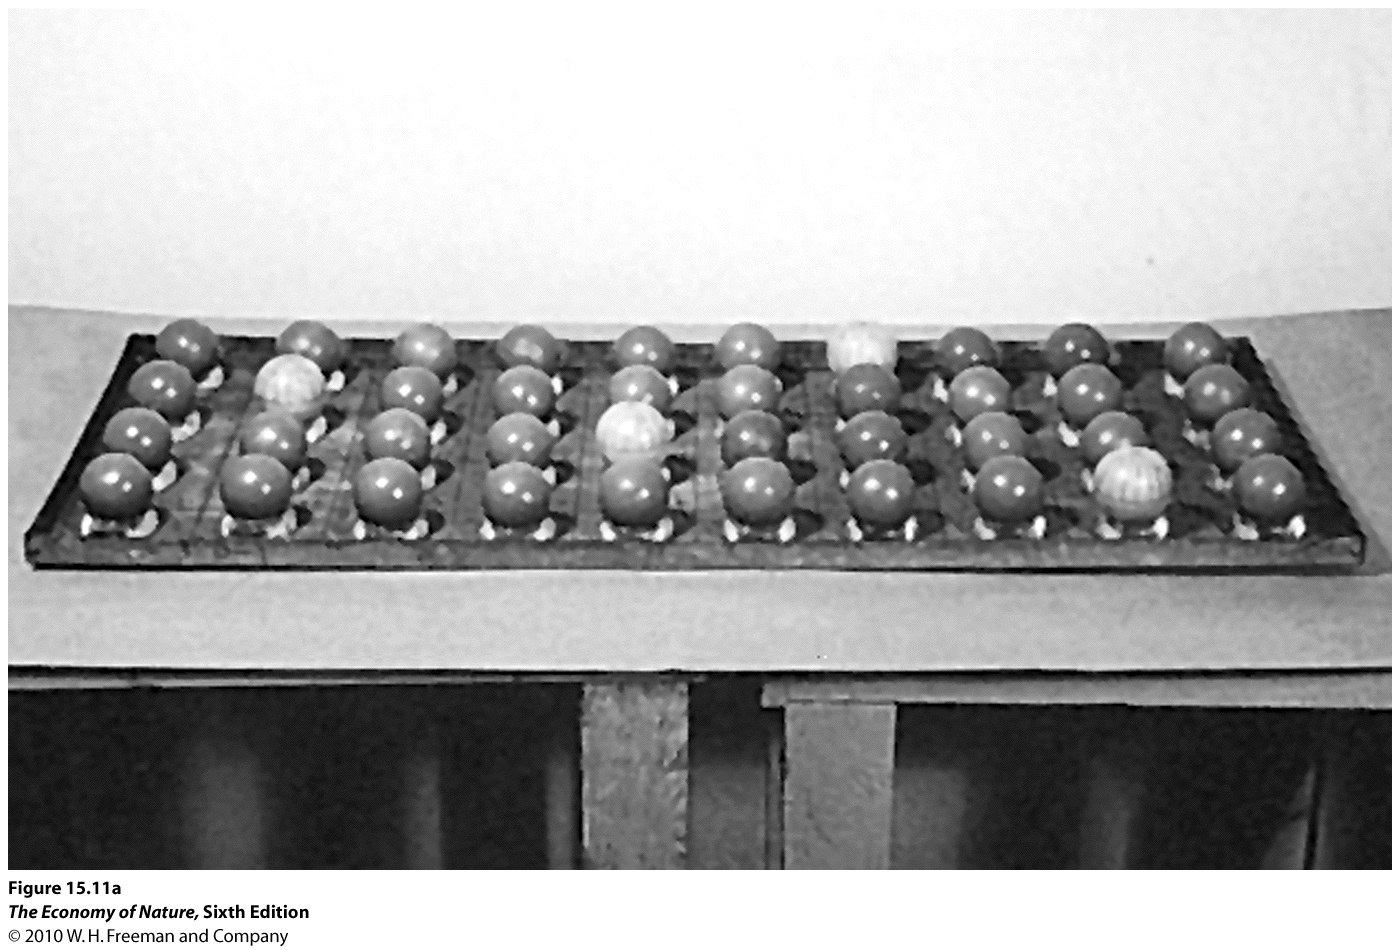 Figure 15.11a
The Economy of Nature, Sixth Edition
© 2010 W. H. Freeman and Company